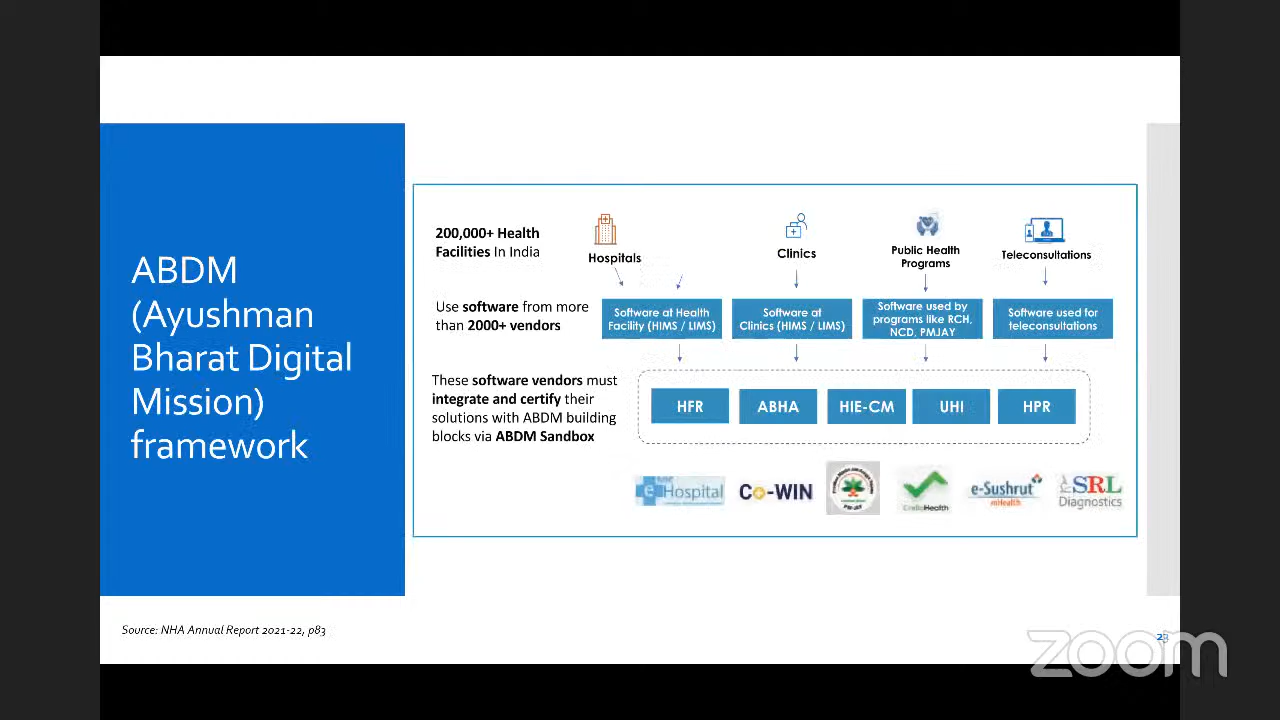 ABDM
(Ayushman
Bharat Digital
Mission)
framework
200,000+ Health
Facilities In India
Hospitals
Clinics
Public Health
Programs
Teleconsultations
Use software from more
than 2000+ vendors
Software at Health
Facility (HIMS / LIMS)
Software at
Clinics (HIMS / LIMS)
Software used by
programs like RCH,
NCD, PMJAY
Software used for
teleconsultations
These software vendors must
integrate and certify their
solutions with ABDM building
blocks via ABDM Sandbox
HFR
ABHA
HIE-CM
UHI
HPR
eHospital
Co-WIN
PM-JAY
e-Sushrut
mHealth
SRL
Diagnostics
Source: NHA Annual Report 2021-22, p83
zoom